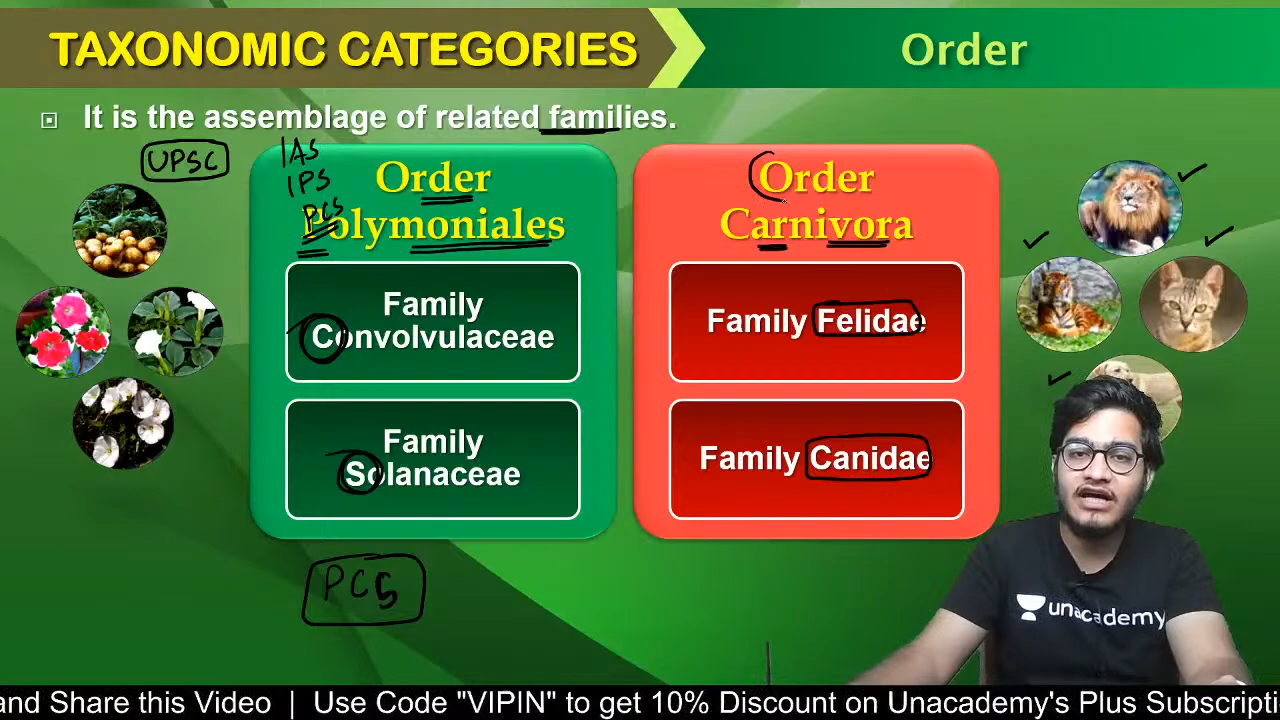 TAXONOMIC CATEGORIES
Order
It is the assemblage of related families.
UPSC
IAS
IPS
PCS
Order
Polymoniales
Family
Convolvulaceae
Family
Solanaceae
PCS
Order
Carnivora
Family Felidae
Family Canidae
unacademy
and Share this Video | Use Code "VIPIN" to get 10% Discount on Unacademy's Plus Subscripti